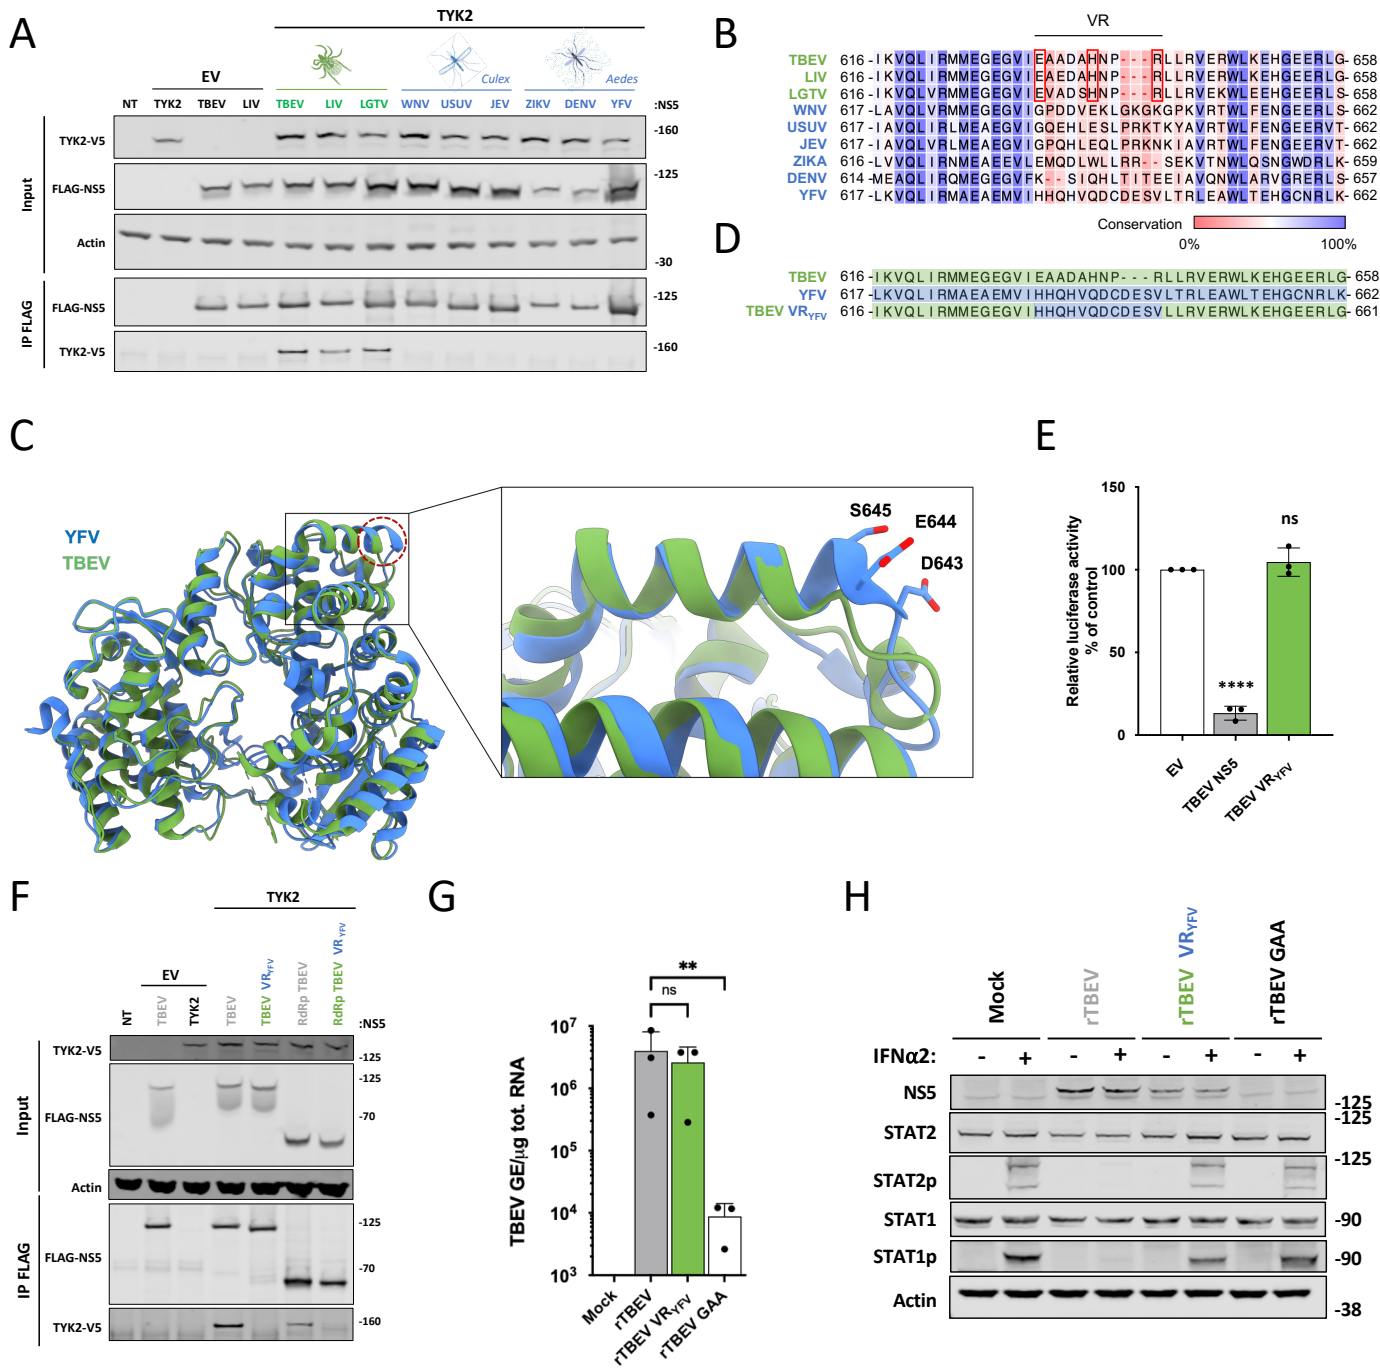 A
TYK2
EV
Culex
Aedes
NT TYK2 TBEV LIV TBEV LIV LGTV WNV USUV JEV ZIKV DENV YFV :NS5
Input
TYK2-V5
-160
FLAG-NS5
-125
Actin
-30
IP FLAG
FLAG-NS5
-125
TYK2-V5
-160
B
VR
TBEV 616 -IKVQLIRMMEGEGVIEAADAHNP---RLLRVERWLKEHGEERLG- 658
LIV 616 -IKVQLIRMMEGEGVIEAEDAHNP---RLLRVERWLKEHGEERLG- 658
LGTV 616 -IKVQLIRMMEGEGVIEVADSHNP---RLLRVEKWLKEHGEERLS- 658
WNV 617 -LAVQLVRMMEGEGVIGPDDVEKLGKGKGPKVRTWLFENGEERLS- 662
USUV 617 -IAVQLIRLMEAEGVIGQEHLESLPRKTKYAVRTWLFENGEERVT- 662
JEV 617 -IAVQLVRLMEAEGVIGPQHLEQLPRKNKIAVRTWLFENGEERVT- 662
ZIKA 616 -LVVQLIRNMEAEEVLEMQDLWLLRR--SEKVTNWLQSNGWDRLK- 659
DENV 614 -MEAQLIRQMEGEGVFK--SIQHLTITEEIAVQNWLARVGRERLS- 657
YFV 617 -LKVQLIRMAEAEMVIHHQHVQDCDESVLTRLEAWLTEHGCNRLK- 662
Conservation
0% 100%
D
TBEV 616 -IKVQLIRMMEGEGVIEAADAHNP---RLLRVERWLKEHGEERLG- 658
YFV 617 -LKVQLIRMAEAEMVIHHQHVQDCDESVLTRLEAWLTEHGCNRLK- 662
TBEV VRYFV 616 -IKVQLIRMMEGEGVIHHQHVQDCDESVLLRVERWLKEHGEERLG- 661
C
YFV
TBEV
S645
E644
D643
E
Relative luciferase activity
% of control
150
100
50
0
****
ns
EV
TBEV NS5
TBEV VRYFV
F
TYK2
EV
NT
TBEV
TYK2
TBEV
TBEV VRYFV
RdRp TBEV
RdRp TBEV VRYFV
:NS5
Input
TYK2-V5
-125
FLAG-NS5
-125
-70
Actin
IP FLAG
FLAG-NS5
-125
-70
TYK2-V5
-160
G
TBEV GE/µg tot. RNA
**
ns
10⁷
10⁶
10⁵
10⁴
10³
Mock
rTBEV
rTBEV VRYFV
rTBEV GAA
H
Mock
rTBEV
rTBEV VRYFV
rTBEV GAA
IFNα2: - + - + - + - +
NS5
-125
STAT2
-125
STAT2p
-125
STAT1
-90
STAT1p
-90
Actin
-38